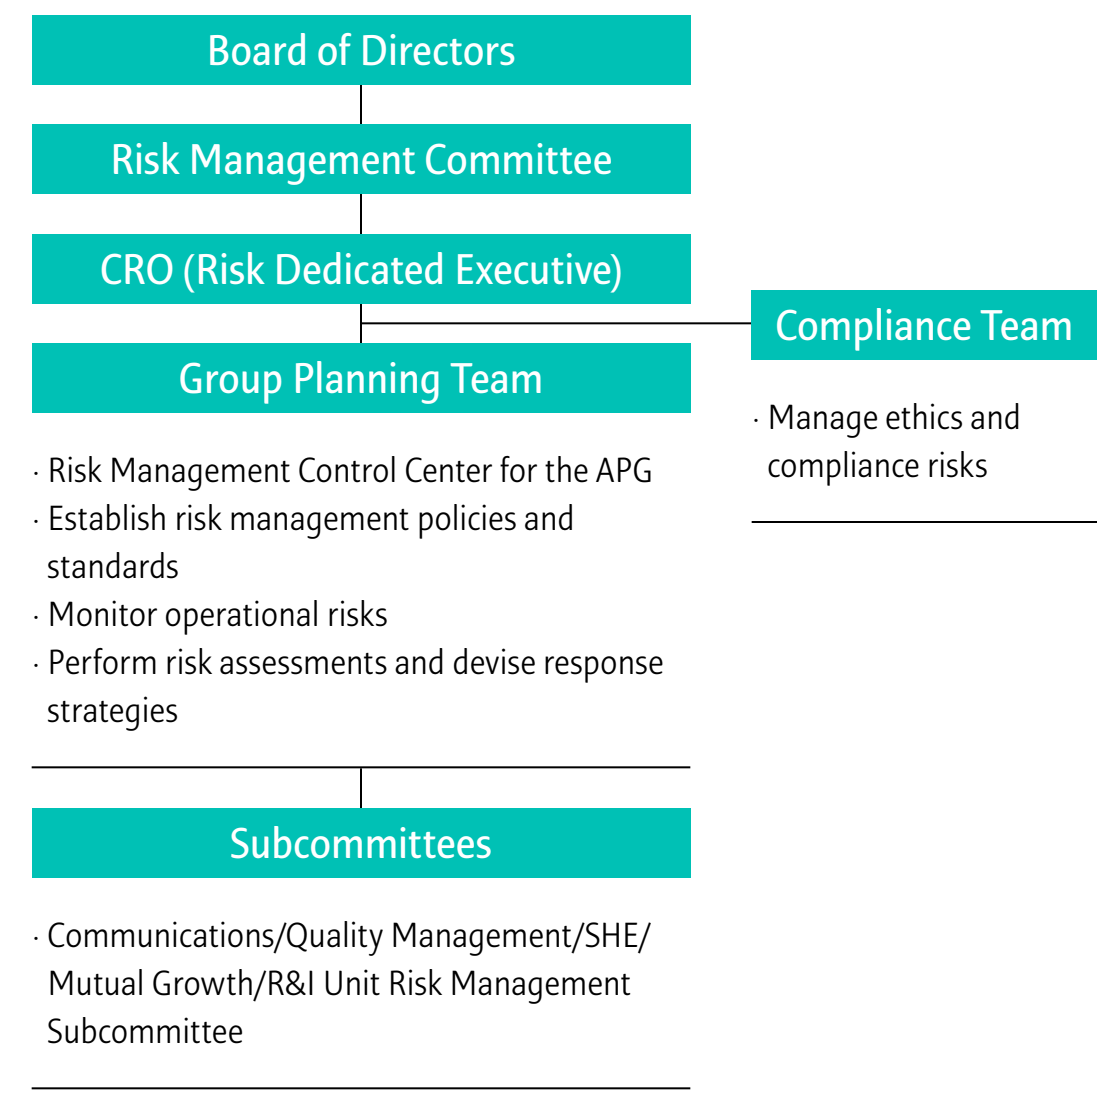 Board of Directors
Risk Management Committee
CRO (Risk Dedicated Executive)
Compliance Team
· Manage ethics and
compliance risks
Group Planning Team
· Risk Management Control Center for the APG
· Establish risk management policies and
standards
· Monitor operational risks
· Perform risk assessments and devise response
strategies
Subcommittees
· Communications/Quality Management/SHE/
Mutual Growth/R&I Unit Risk Management
Subcommittee